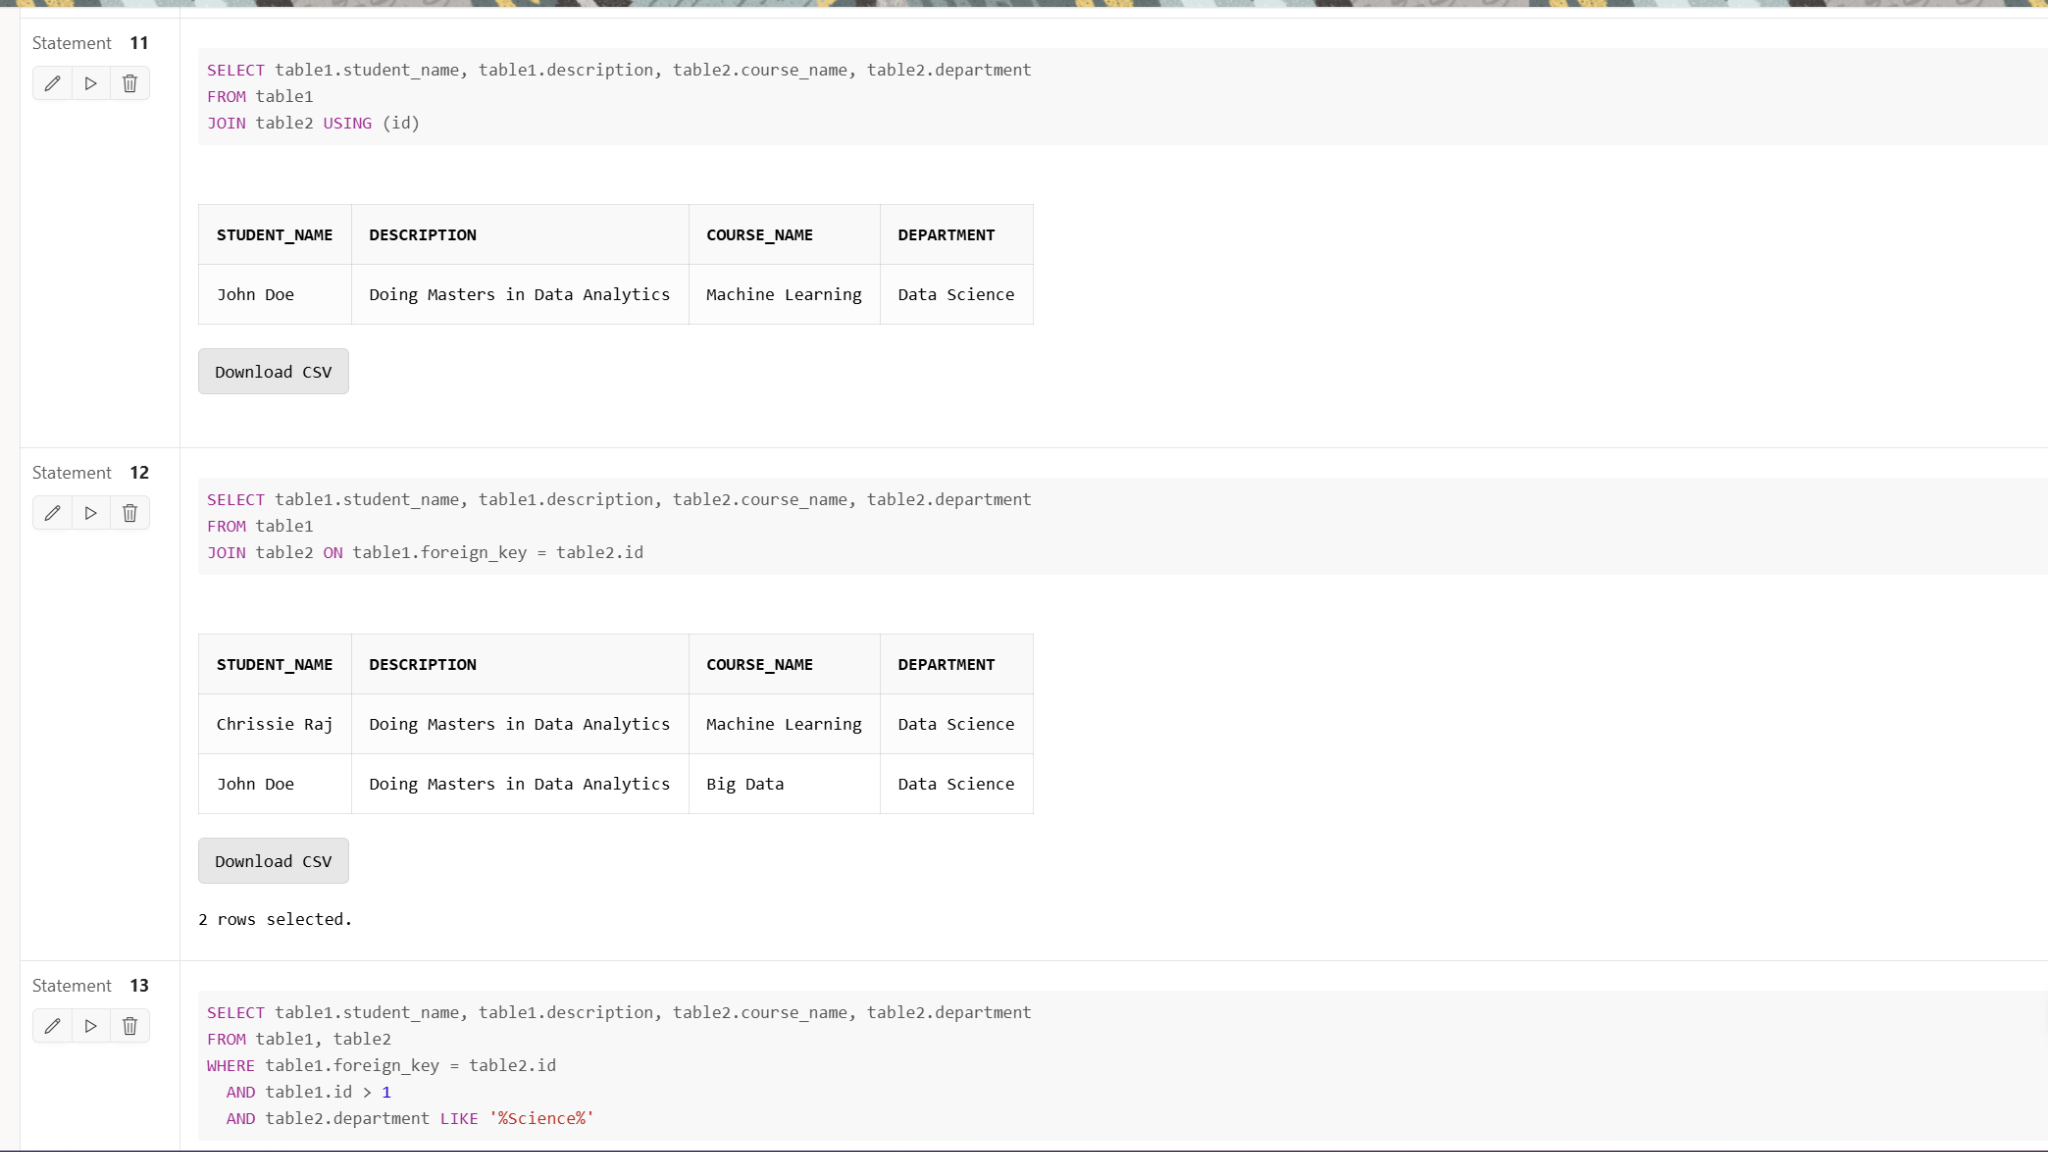 Statement 11
SELECT table1.student_name, table1.description, table2.course_name, table2.department
FROM table1
JOIN table2 USING (id)
STUDENT_NAME DESCRIPTION COURSE_NAME DEPARTMENT
John Doe Doing Masters in Data Analytics Machine Learning Data Science
Download CSV
Statement 12
SELECT table1.student_name, table1.description, table2.course_name, table2.department
FROM table1
JOIN table2 ON table1.foreign_key = table2.id
STUDENT_NAME DESCRIPTION COURSE_NAME DEPARTMENT
Chrissie Raj Doing Masters in Data Analytics Machine Learning Data Science
John Doe Doing Masters in Data Analytics Big Data Data Science
Download CSV
2 rows selected.
Statement 13
SELECT table1.student_name, table1.description, table2.course_name, table2.department
FROM table1, table2
WHERE table1.foreign_key = table2.id
AND table1.id > 1
AND table2.department LIKE '%Science%'